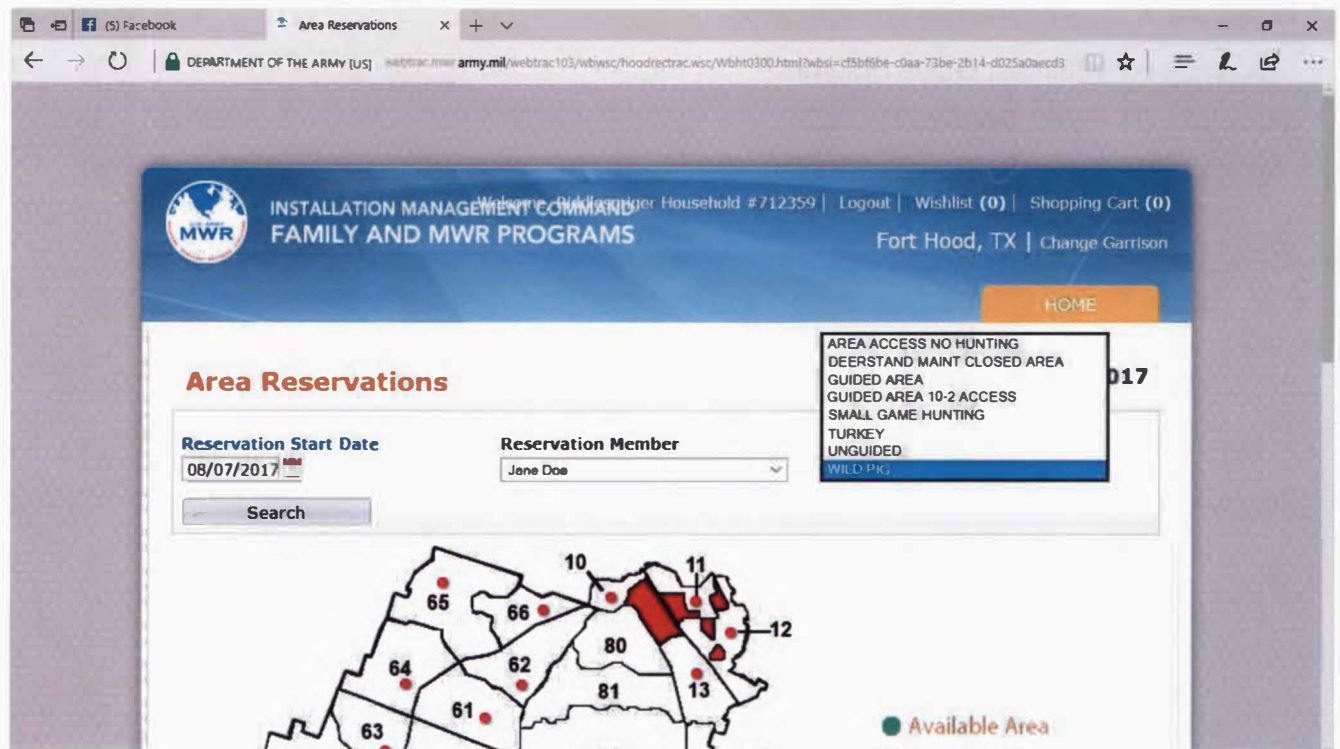 (5) Facebook
Area Reservations
DEPARTMENT OF THE ARMY [US] army.mil/webtrac103/wbwsc/hoodrectrac.wsc/Wbht0300.html?wbsi=cf5bf6be-c0aa-73be-2b14-d025a0aecd3
INSTALLATION MANAGEMENT COMMAND
Welcome, Household #712359 | Logout | Wishlist (0) | Shopping Cart (0)
MWR
FAMILY AND MWR PROGRAMS
Fort Hood, TX | Change Garrison
HOME
Area Reservations
017
AREA ACCESS NO HUNTING
DEERSTAND MAINT CLOSED AREA
GUIDED AREA
GUIDED AREA 10-2 ACCESS
SMALL GAME HUNTING
TURKEY
UNGUIDED
WILD PIG
Reservation Start Date
Reservation Member
08/07/2017
Jane Doe
Search
10
11
65
66
12
80
64
62
81
13
61
63
Available Area